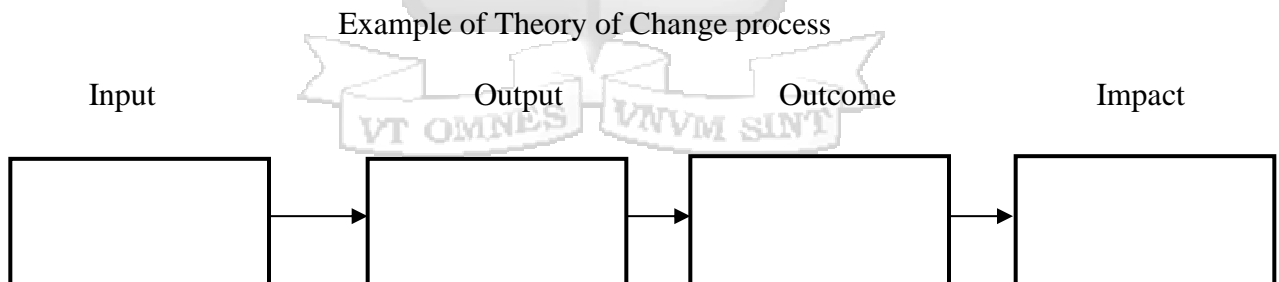 Example of Theory of Change process
Input Output Outcome Impact
VT OMNES VNVM SINT